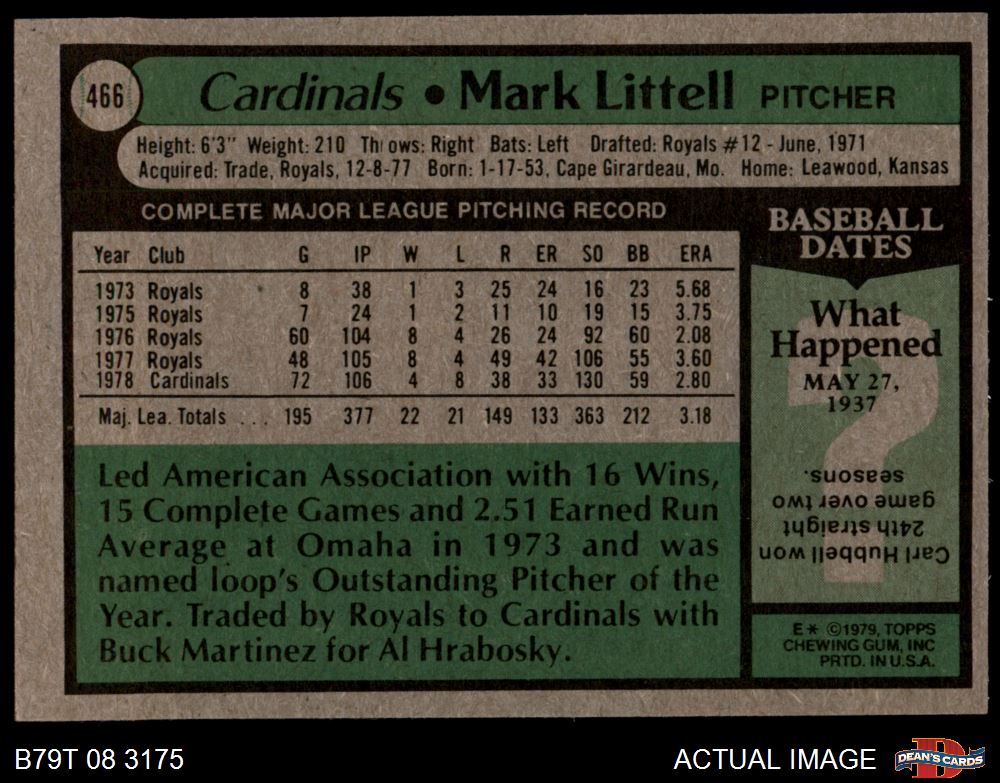 466
Cardinals • Mark Littell PITCHER
Height: 6'3" Weight: 210 Throws: Right Bats: Left Drafted: Royals #12 - June, 1971
Acquired: Trade, Royals, 12-8-77 Born: 1-17-53, Cape Girardeau, Mo. Home: Leawood, Kansas
COMPLETE MAJOR LEAGUE PITCHING RECORD
Year Club G IP W L R ER SO BB ERA
1973 Royals 8 38 1 3 25 24 16 23 5.68
1975 Royals 7 24 1 2 11 10 19 15 3.75
1976 Royals 60 104 8 4 26 24 92 60 2.08
1977 Royals 48 105 8 4 49 42 106 55 3.60
1978 Cardinals 72 106 4 8 38 33 130 59 2.80
Maj. Lea. Totals . . . 195 377 22 21 149 133 363 212 3.18
Led American Association with 16 Wins,
15 Complete Games and 2.51 Earned Run
Average at Omaha in 1973 and was
named loop's Outstanding Pitcher of the
Year. Traded by Royals to Cardinals with
Buck Martinez for Al Hrabosky.
BASEBALL
DATES
What
Happened
MAY 27,
1937
?
Carl Hubbell won
24th straight
game over two
seasons.
E* ©1979, TOPPS
CHEWING GUM, INC
PRTD. IN U.S.A.
B79T 08 3175
ACTUAL IMAGE
D
DEAN'S CARDS